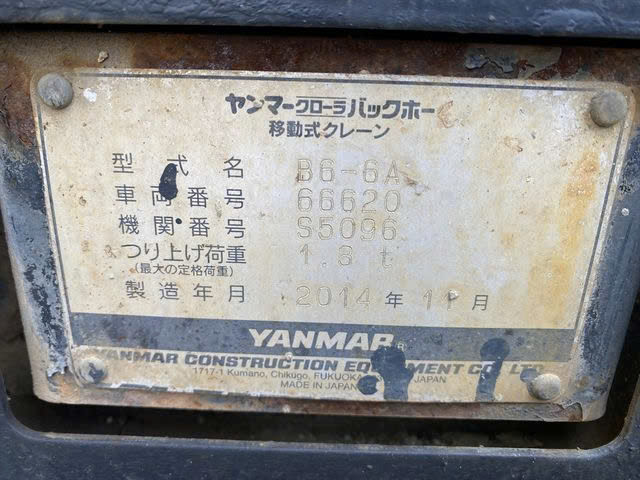 ヤンマークローラバックホー
移動式クレーン
型式名 B6-6A
車両番号 66620
機関番号 S5096
つり上げ荷重 1.8 t
(最大の定格荷重)
製造年月 2014年 11月
YANMAR
YANMAR CONSTRUCTION EQUIPMENT CO., LTD.
1717-1 Kumano, Chikugo, FUKUOKA JAPAN
MADE IN JAPAN